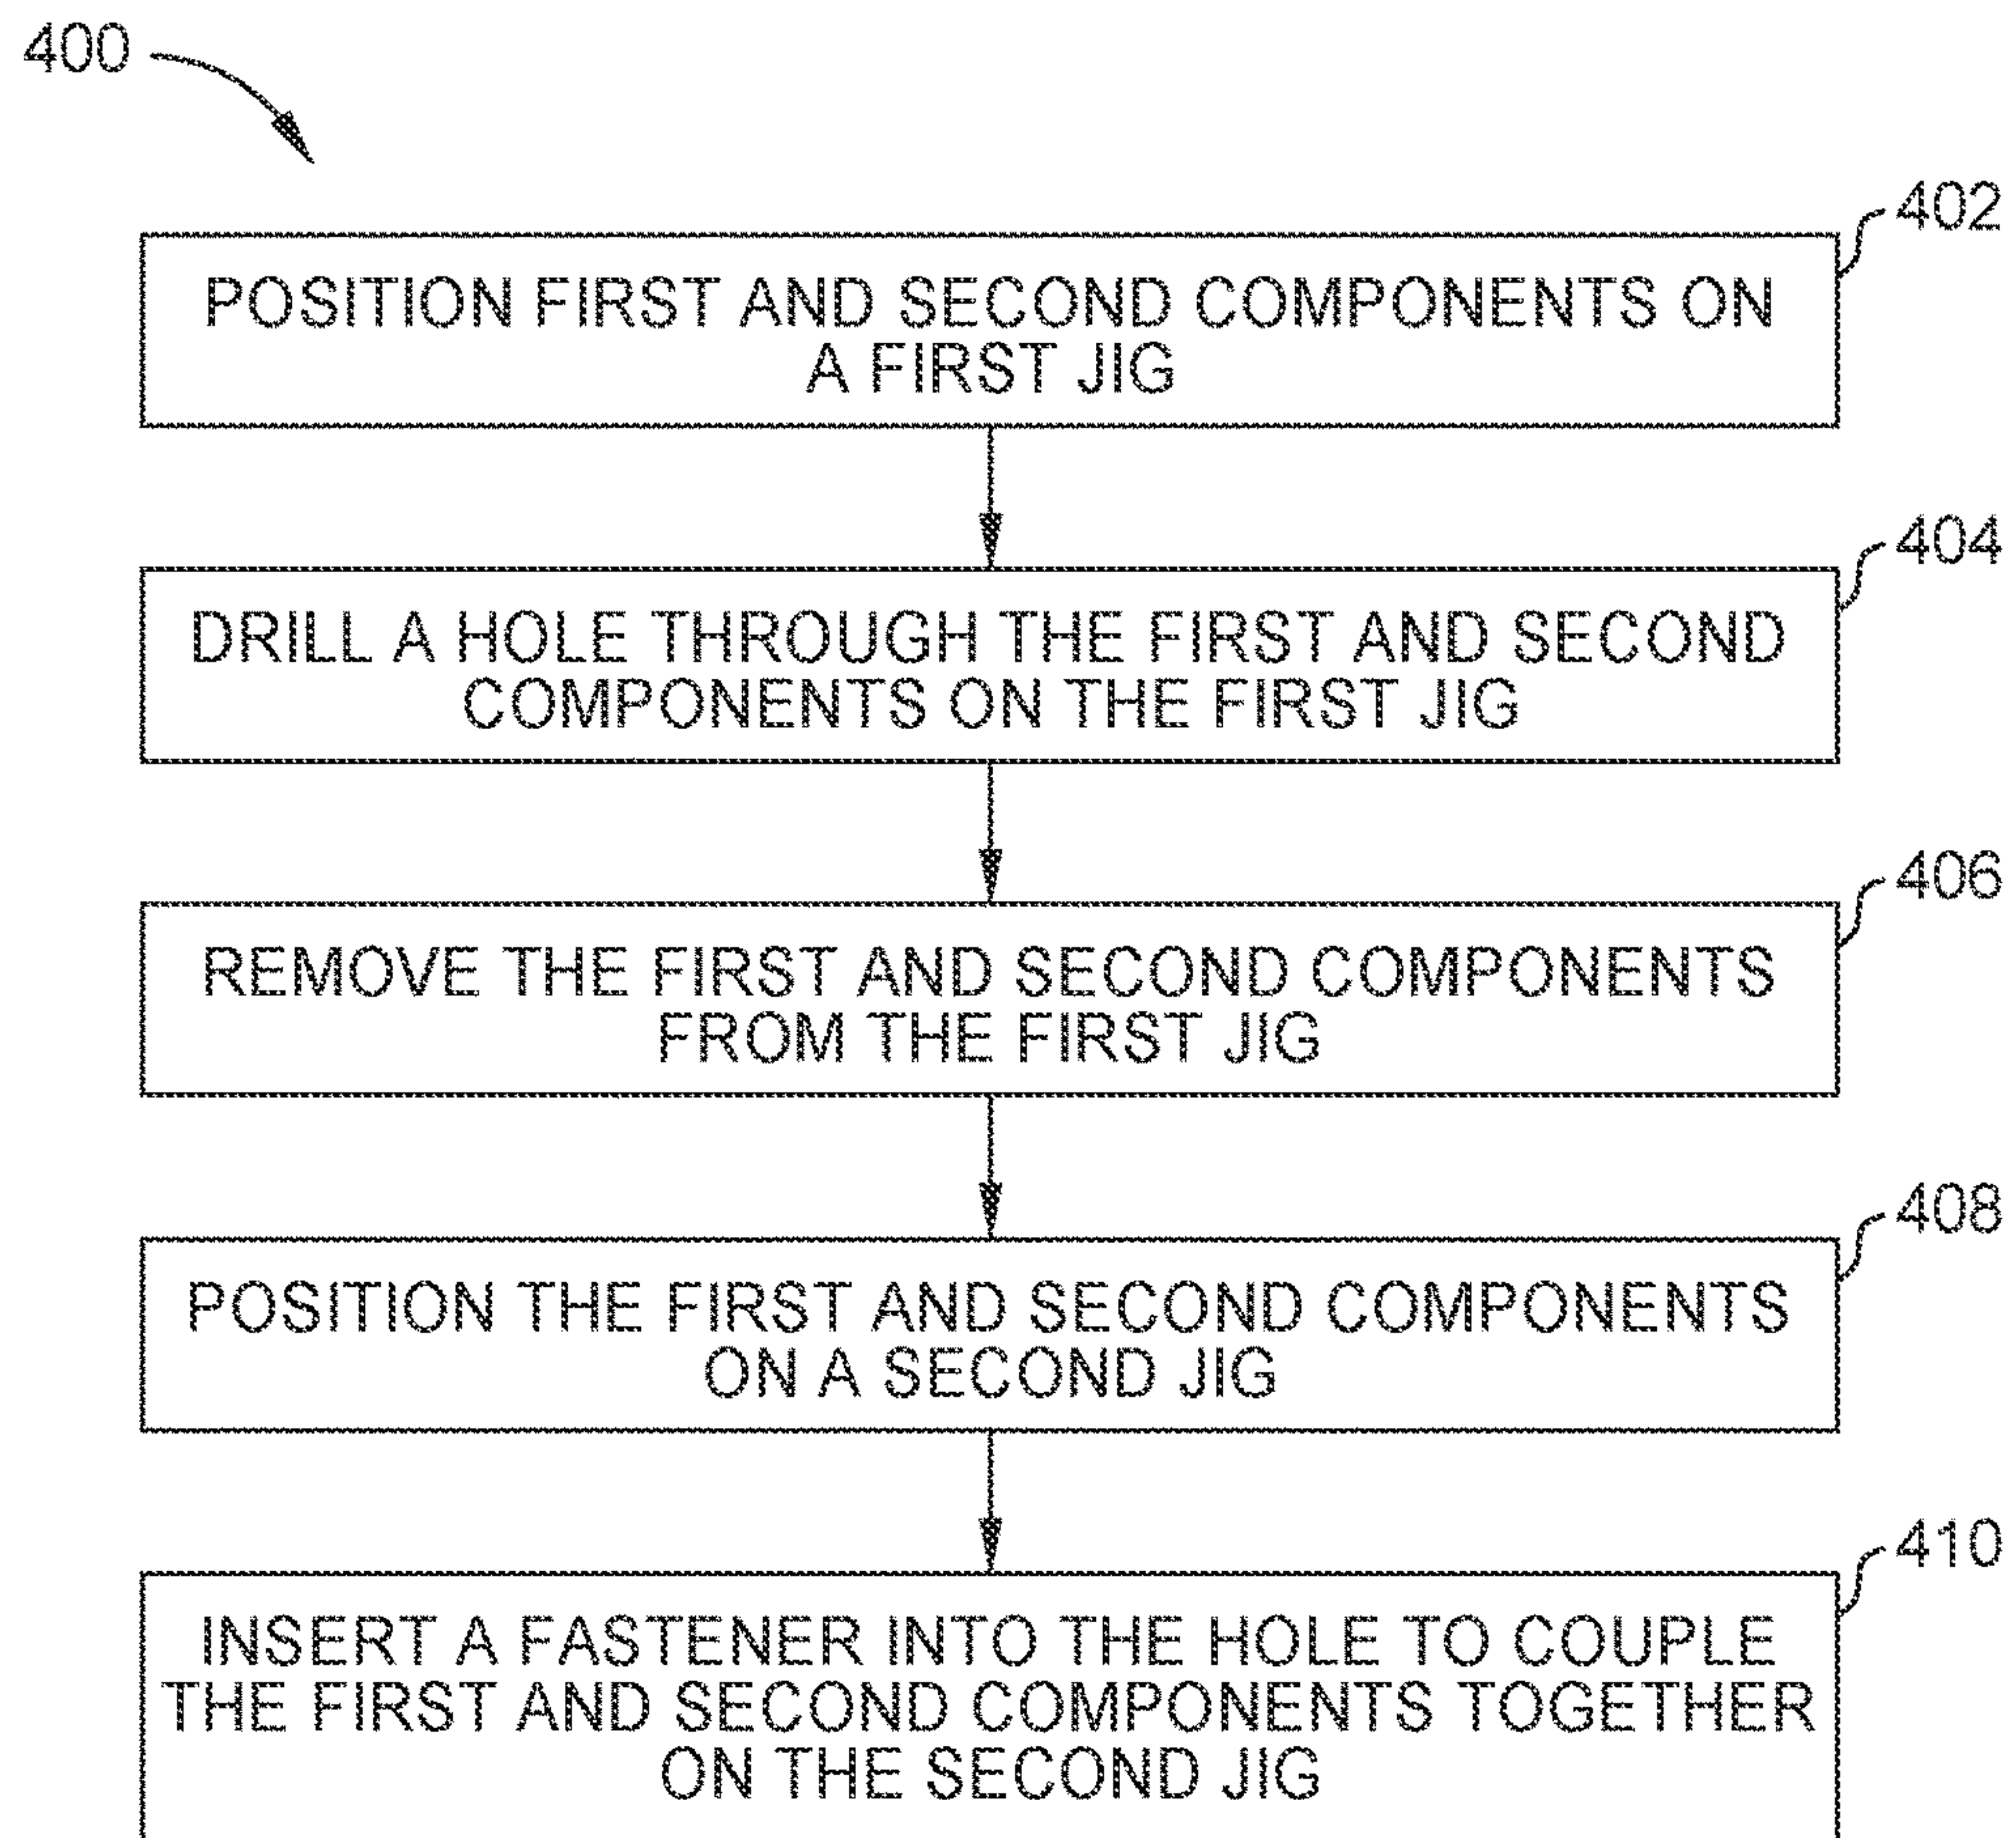 400
402
POSITION FIRST AND SECOND COMPONENTS ON
A FIRST JIG
404
DRILL A HOLE THROUGH THE FIRST AND SECOND
COMPONENTS ON THE FIRST JIG
406
REMOVE THE FIRST AND SECOND COMPONENTS
FROM THE FIRST JIG
408
POSITION THE FIRST AND SECOND COMPONENTS
ON A SECOND JIG
410
INSERT A FASTENER INTO THE HOLE TO COUPLE
THE FIRST AND SECOND COMPONENTS TOGETHER
ON THE SECOND JIG